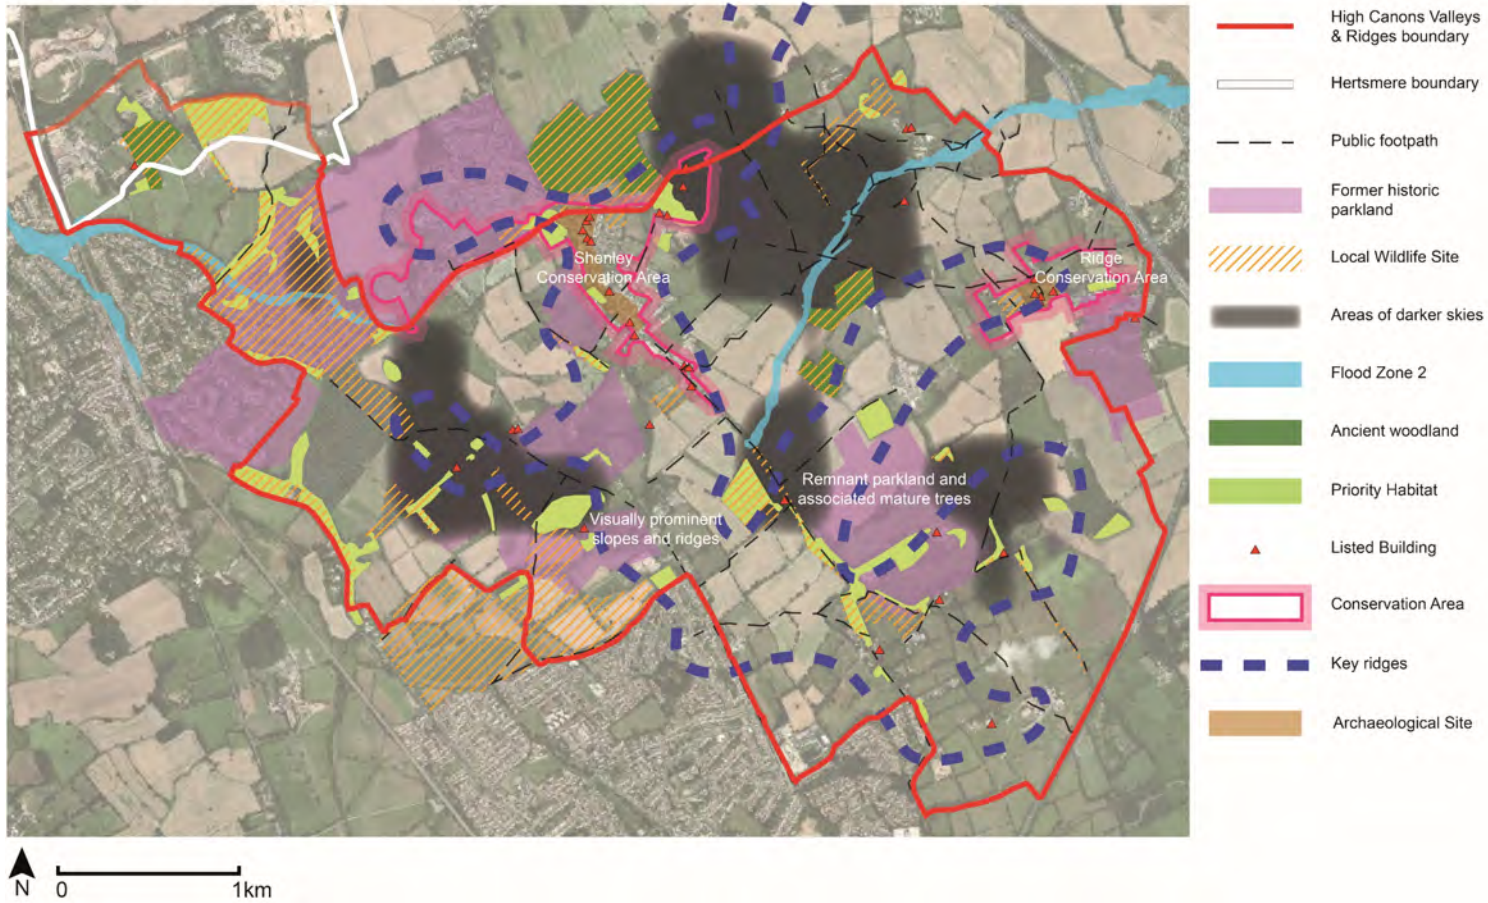 Shenley
Conservation Area
Ridge
Conservation Area
Remnant parkland and
associated mature trees
Visually prominent
slopes and ridges
High Canons Valleys
& Ridges boundary
Hertsmere boundary
Public footpath
Former historic
parkland
Local Wildlife Site
Areas of darker skies
Flood Zone 2
Ancient woodland
Priority Habitat
Listed Building
Conservation Area
Key ridges
Archaeological Site
N
0
1km